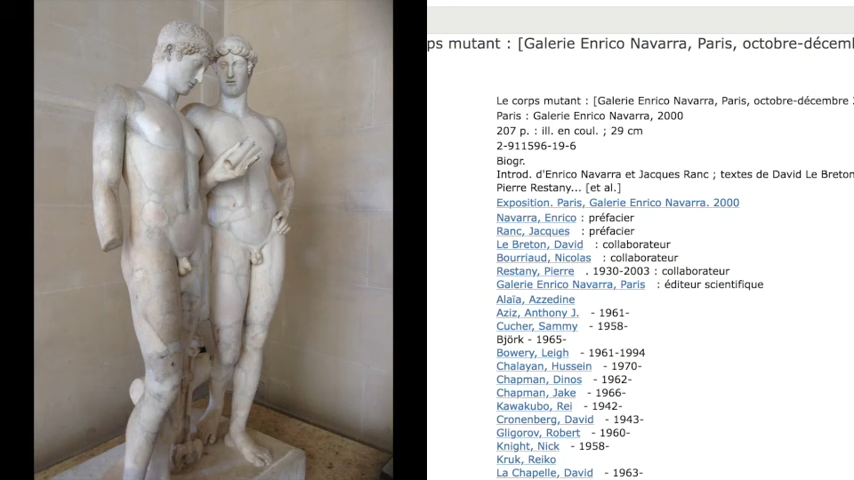 ps mutant : [Galerie Enrico Navarra, Paris, octobre-décem
Le corps mutant : [Galerie Enrico Navarra, Paris, octobre-décembre
Paris : Galerie Enrico Navarra, 2000
207 p. : ill. en coul. ; 29 cm
2-911596-19-6
Biogr.
Introd. d'Enrico Navarra et Jacques Ranc ; textes de David Le Breton
Pierre Restany... [et al.]
Exposition. Paris, Galerie Enrico Navarra. 2000
Navarra, Enrico : préfacier
Ranc, Jacques : préfacier
Le Breton, David : collaborateur
Bourriaud, Nicolas : collaborateur
Restany, Pierre . 1930-2003 : collaborateur
Galerie Enrico Navarra, Paris : éditeur scientifique
Alaïa, Azzedine
Aziz, Anthony J. - 1961-
Cucher, Sammy - 1958-
Björk - 1965-
Bowery, Leigh - 1961-1994
Chalayan, Hussein - 1970-
Chapman, Dinos - 1962-
Chapman, Jake - 1966-
Kawakubo, Rei - 1942-
Cronenberg, David - 1943-
Gligorov, Robert - 1960-
Knight, Nick - 1958-
Kruk, Reiko
La Chapelle, David - 1963-